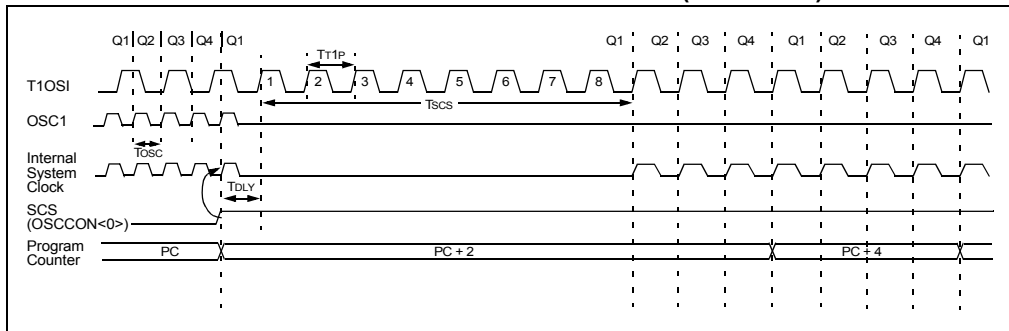 Q1 Q2 Q3 Q4 Q1 TT1P Q1 Q2 Q3 Q4 Q1 Q2 Q3 Q4 Q1
T1OSI 1 2 3 4 5 6 7 8
TSCS
OSC1
TOSC
Internal
System
Clock
TDLY
SCS
(OSCCON<0>)
Program
Counter
PC PC + 2 PC + 4